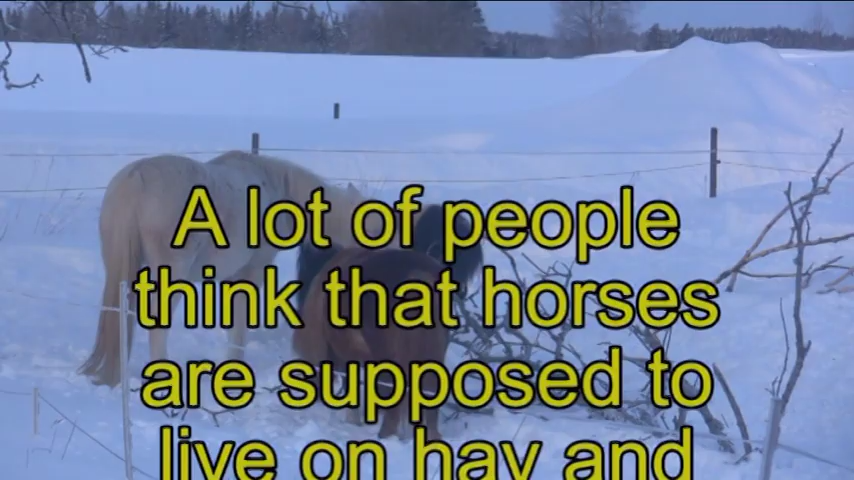 A lot of people
think that horses
are supposed to
live on hay and